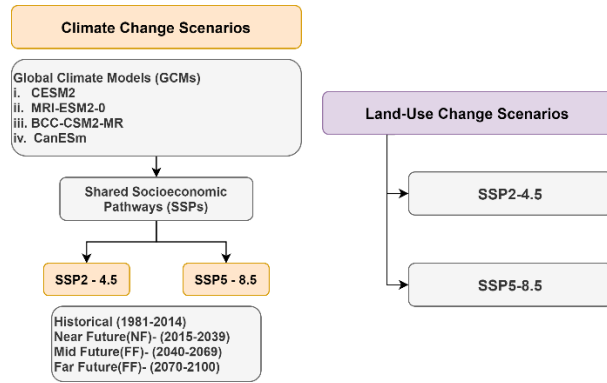 Climate Change Scenarios
Global Climate Models (GCMs)
i. CESM2
ii. MRI-ESM2-0
iii. BCC-CSM2-MR
iv. CanESm
Shared Socioeconomic
Pathways (SSPs)
SSP2 - 4.5
SSP5 - 8.5
Historical (1981-2014)
Near Future(NF)- (2015-2039)
Mid Future(FF)- (2040-2069)
Far Future(FF)- (2070-2100)
Land-Use Change Scenarios
SSP2-4.5
SSP5-8.5